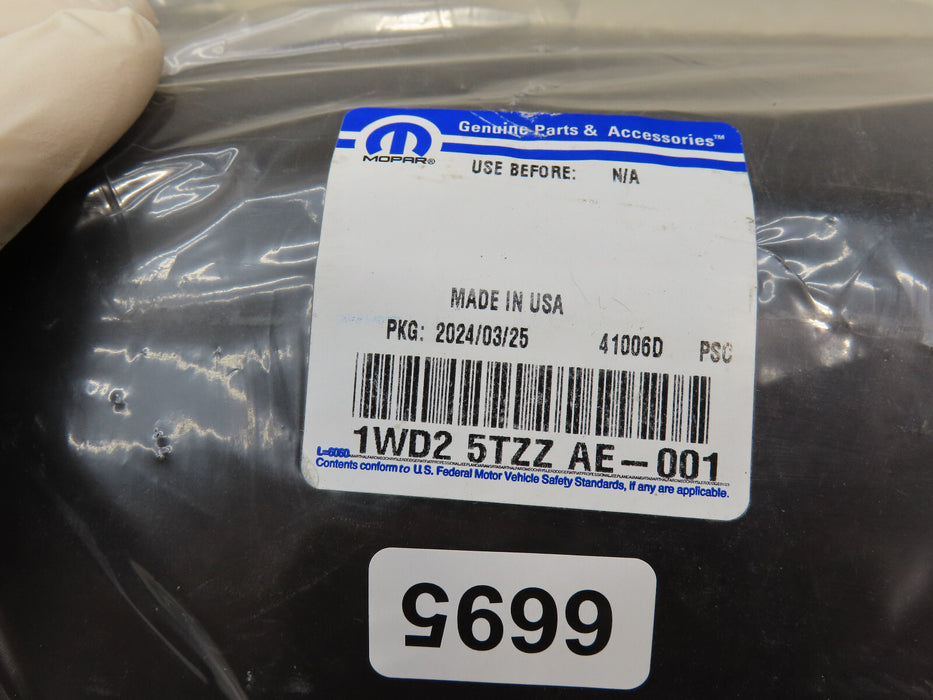 MOPAR®
Genuine Parts & Accessories™
USE BEFORE: N/A
MADE IN USA
PKG: 2024/03/25 41006D PSC
1WD2 5TZZ AE-001
L=6060
Contents conform to U.S. Federal Motor Vehicle Safety Standards, if any are applicable.
6695